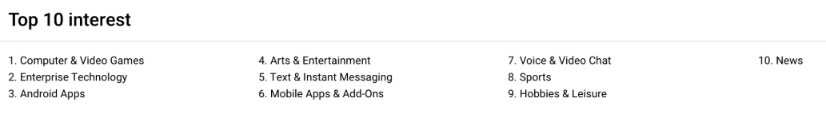 Top 10 interest
1. Computer & Video Games
2. Enterprise Technology
3. Android Apps
4. Arts & Entertainment
5. Text & Instant Messaging
6. Mobile Apps & Add-Ons
7. Voice & Video Chat
8. Sports
9. Hobbies & Leisure
10. News